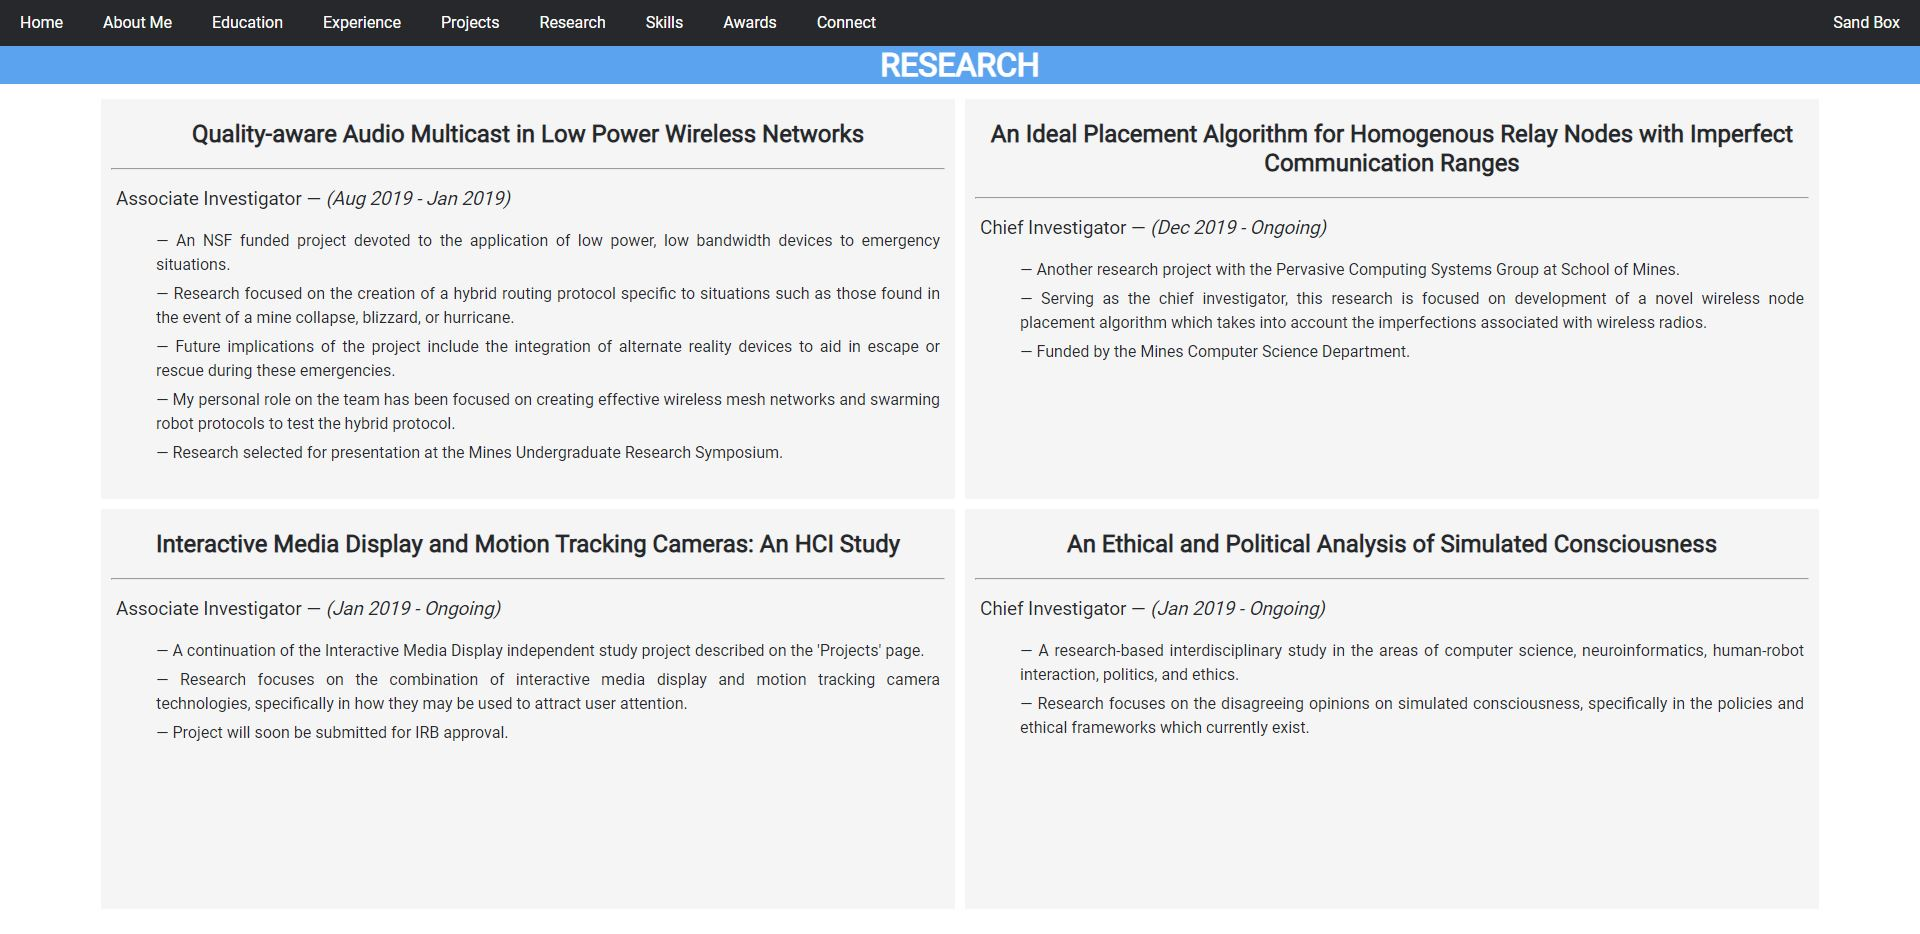 Home About Me Education Experience Projects Research Skills Awards Connect Sand Box
RESEARCH
Quality-aware Audio Multicast in Low Power Wireless Networks
Associate Investigator — (Aug 2019 - Jan 2019)
— An NSF funded project devoted to the application of low power, low bandwidth devices to emergency
situations.
— Research focused on the creation of a hybrid routing protocol specific to situations such as those found in
the event of a mine collapse, blizzard, or hurricane.
— Future implications of the project include the integration of alternate reality devices to aid in escape or
rescue during these emergencies.
— My personal role on the team has been focused on creating effective wireless mesh networks and swarming
robot protocols to test the hybrid protocol.
— Research selected for presentation at the Mines Undergraduate Research Symposium.
An Ideal Placement Algorithm for Homogenous Relay Nodes with Imperfect
Communication Ranges
Chief Investigator — (Dec 2019 - Ongoing)
— Another research project with the Pervasive Computing Systems Group at School of Mines.
— Serving as the chief investigator, this research is focused on development of a novel wireless node
placement algorithm which takes into account the imperfections associated with wireless radios.
— Funded by the Mines Computer Science Department.
Interactive Media Display and Motion Tracking Cameras: An HCI Study
Associate Investigator — (Jan 2019 - Ongoing)
— A continuation of the Interactive Media Display independent study project described on the 'Projects' page.
— Research focuses on the combination of interactive media display and motion tracking camera
technologies, specifically in how they may be used to attract user attention.
— Project will soon be submitted for IRB approval.
An Ethical and Political Analysis of Simulated Consciousness
Chief Investigator — (Jan 2019 - Ongoing)
— A research-based interdisciplinary study in the areas of computer science, neuroinformatics, human-robot
interaction, politics, and ethics.
— Research focuses on the disagreeing opinions on simulated consciousness, specifically in the policies and
ethical frameworks which currently exist.